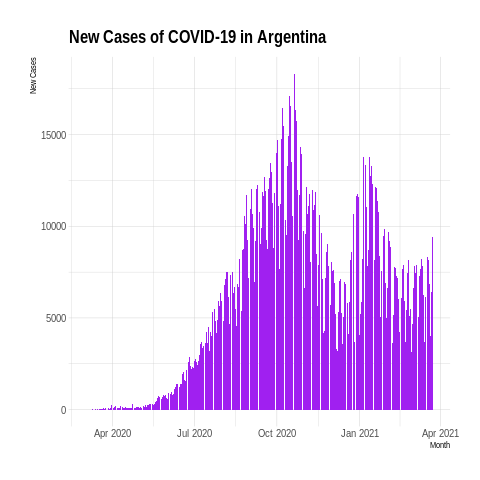 New Cases of COVID-19 in Argentina
New Cases
15000
10000
5000
0
Apr 2020
Jul 2020
Oct 2020
Jan 2021
Apr 2021
Month